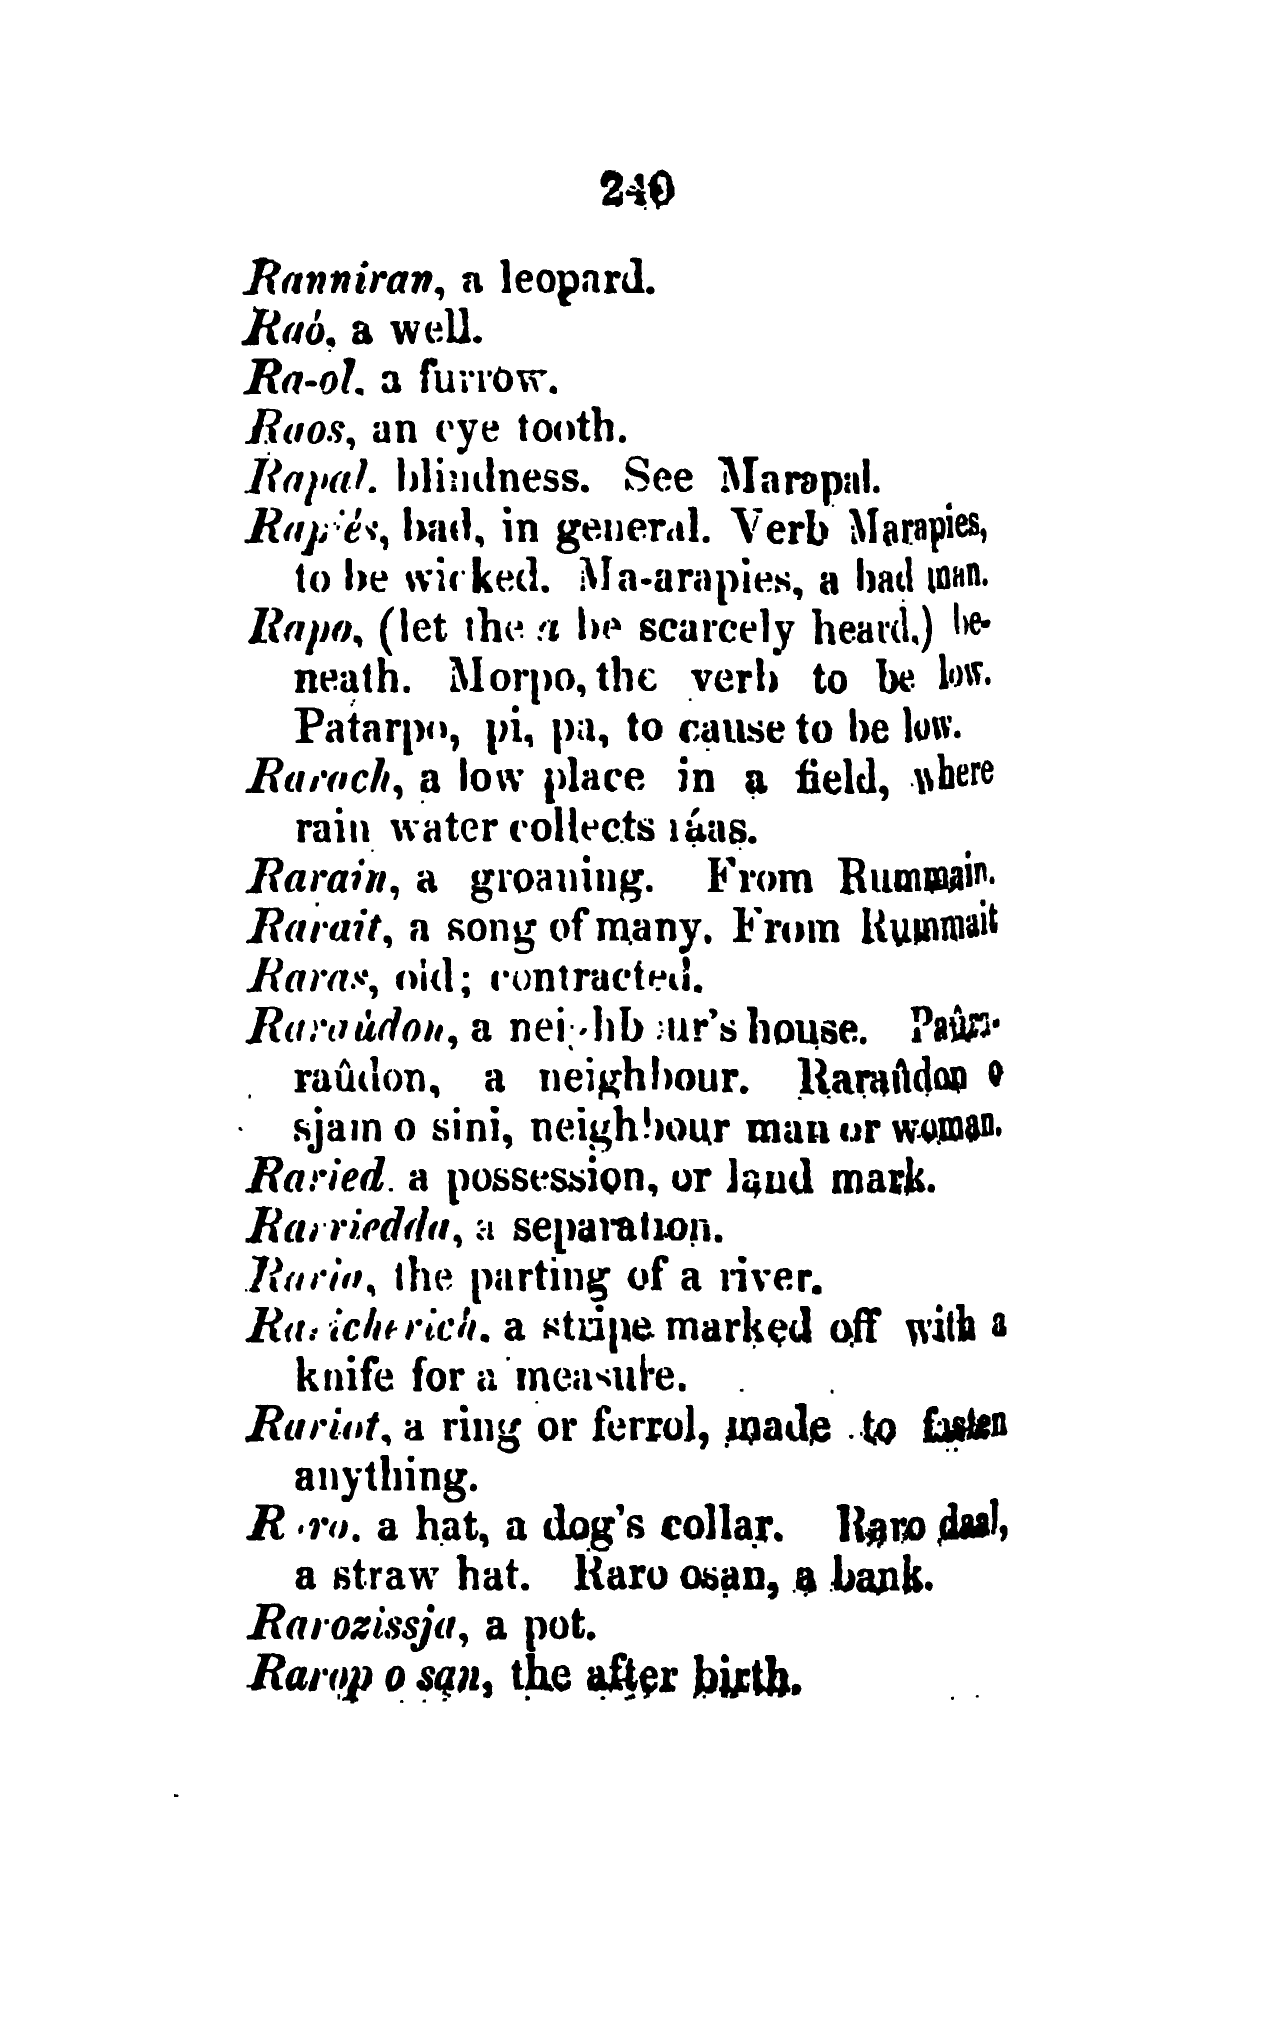 240
Ranniran, a leopard.
Raó, a well.
Ra-ol. a furrow.
Raos, an eye tooth.
Rapal. blindness. See Marapal.
Rapiés, bad, in general. Verb Marapies,
to be wicked. Ma-arapies, a bad man.
Rapo, (let the a be scarcely heard.) be-
neath. Morpo, the verb to be low.
Patarpo, pi, pa, to cause to be low.
Rarach, a low place in a field, where
rain water collects ráas.
Rarain, a groaning. From Rummain.
Rarait, a song of many. From Rummait
Raras, old; contracted.
Raraûdon, a neighbour's house. Paûm-
raûdon, a neighbour. Raraûdon o
sjam o sini, neighbour man or woman.
Raried. a possession, or land mark.
Rarriedda, a separation.
Rario, the parting of a river.
Raricherich. a stripe marked off with a
knife for a measure.
Rariot, a ring or ferrol, made to fasten
anything.
Raro. a hat, a dog's collar. Raro daal,
a straw hat. Raro osan, a bank.
Rarozissja, a pot.
Rarop o san, the after birth.